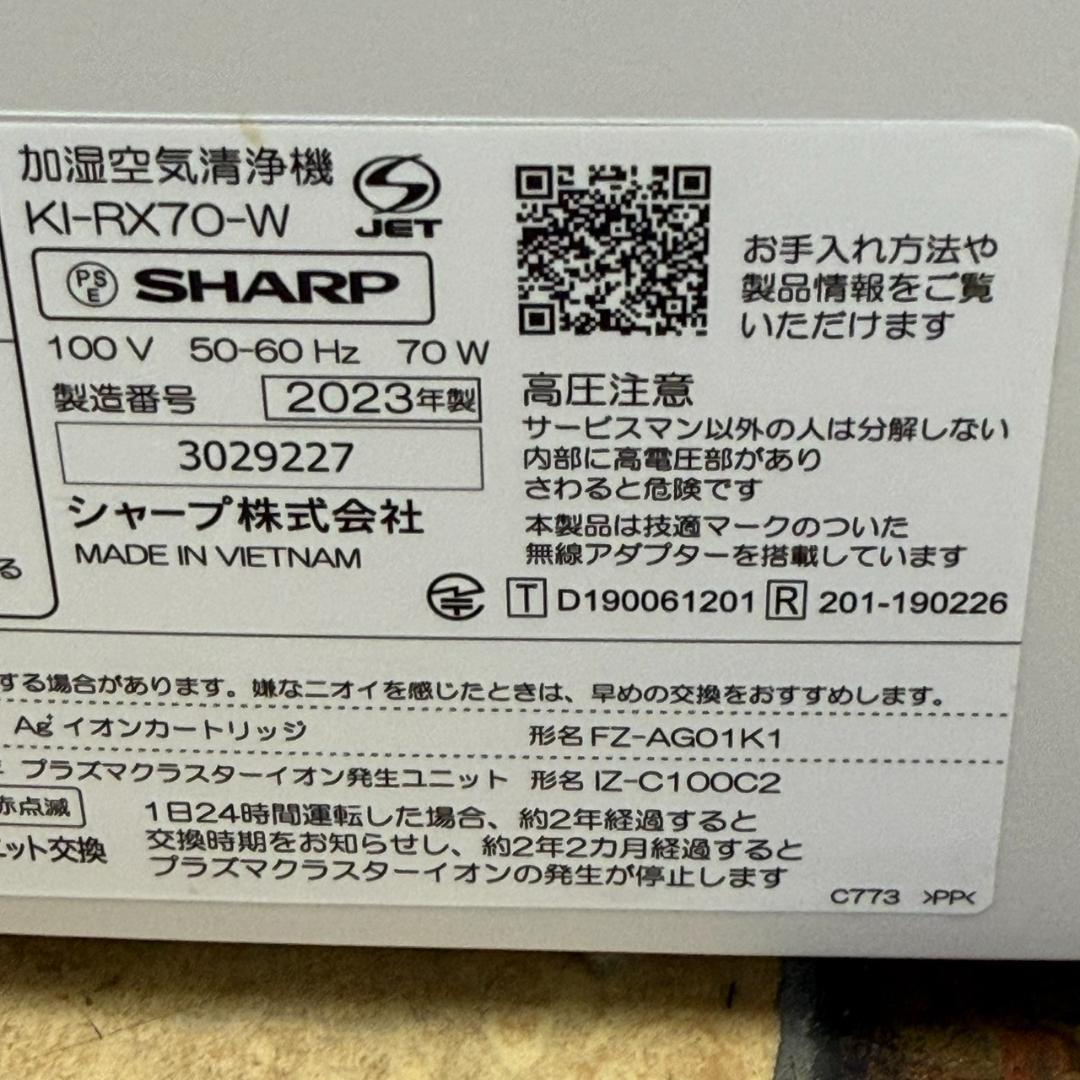 加湿空気清浄機
KI-RX70-W
JET
PSE SHARP
100V 50-60 Hz 70 W
製造番号 2023年製
3029227
シャープ株式会社
MADE IN VIETNAM
お手入れ方法や
製品情報をご覧
いただけます
高圧注意
サービスマン以外の人は分解しない
内部に高電圧部があり
さわると危険です
本製品は技適マークのついた
無線アダプターを搭載しています
T D190061201 R 201-190226
る
する場合があります。嫌なニオイを感じたときは、早めの交換をおすすめします。
Ag⁺イオンカートリッジ 形名 FZ-AG01K1
プラズマクラスターイオン発生ユニット 形名 IZ-C100C2
赤点滅
ニット交換
1日24時間運転した場合、約2年経過すると
交換時期をお知らせし、約2年2カ月経過すると
プラズマクラスターイオンの発生が停止します
C773 >PP<